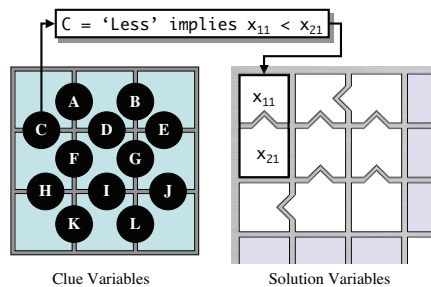 C = ‘Less’ implies x11 < x21
A B
C D E
F G
H I J
K L
x11
x21
Clue Variables
Solution Variables